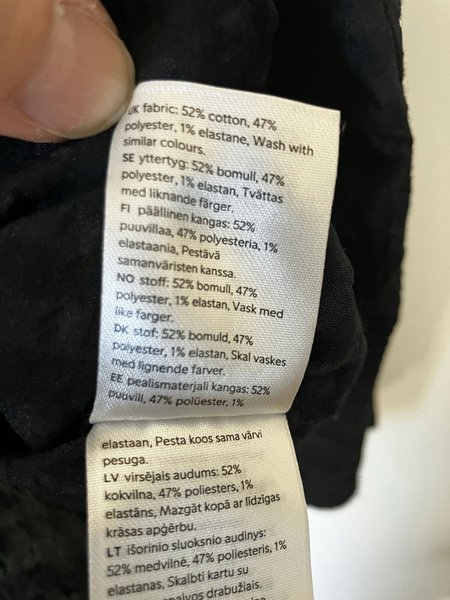 UK fabric: 52% cotton, 47%
polyester, 1% elastane, Wash with
similar colours.
SE yttertyg: 52% bomull, 47%
polyester, 1% elastan, Tvättas
med liknande färger.
FI päällinen kangas: 52%
puuvillaa, 47% polyesteria, 1%
elastaania, Pestävä
samanväristen kanssa.
NO stoff: 52% bomull, 47%
polyester, 1% elastan, Vask med
like farger.
DK stof: 52% bomuld, 47%
polyester, 1% elastan, Skal vaskes
med lignende farver.
EE pealismaterjali kangas: 52%
puuvill, 47% polüester, 1%
elastaan, Pesta koos sama värvi
pesuga.
LV virsējais audums: 52%
kokvilna, 47% poliesters, 1%
elastāns, Mazgāt kopā ar līdzīgas
krāsas apģērbu.
LT išorinio sluoksnio audinys:
52% medvilnė, 47% poliesteris, 1%
elastanas, Skalbti kartu su
spalvos drabužiais.